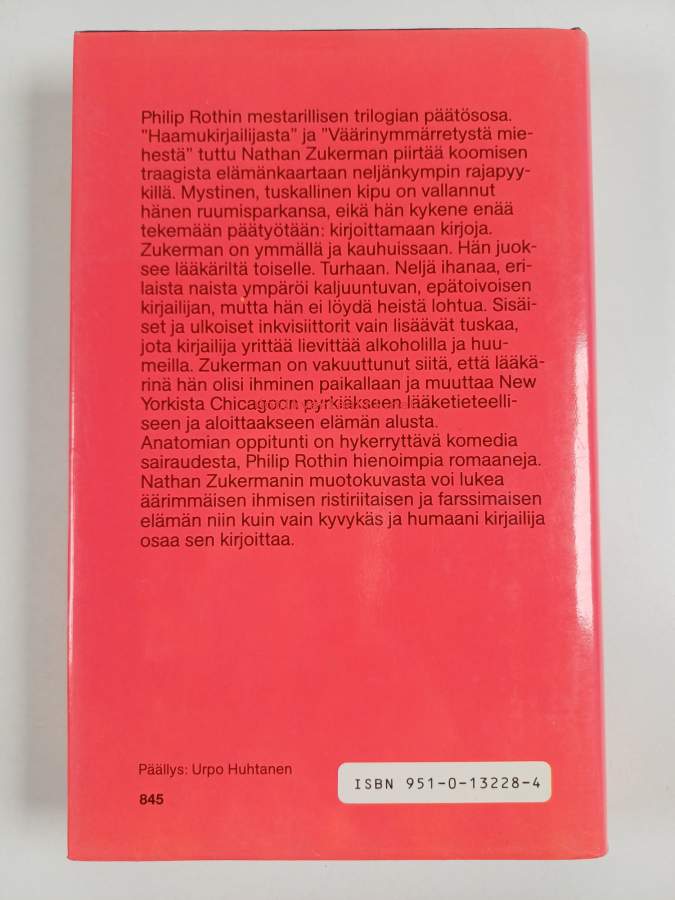 Philip Rothin mestarillisen trilogian päätösosa.
"Haamukirjailijasta" ja "Väärinymmärretystä mie-
hestä" tuttu Nathan Zukerman piirtää koomisen
traagista elämänkaartaan neljänkympin rajapyy-
killä. Mystinen, tuskallinen kipu on vallannut
hänen ruumisparkansa, eikä hän kykene enää
tekemään päätyötään: kirjoittamaan kirjoja.
Zukerman on ymmällä ja kauhuissaan. Hän juok-
see lääkäriltä toiselle. Turhaan. Neljä ihanaa, eri-
laista naista ympäröi kaljuuntuvan, epätoivoisen
kirjailijan, mutta hän ei löydä heistä lohtua. Sisäi-
set ja ulkoiset inkvisiittorit vain lisäävät tuskaa,
jota kirjailija yrittää lievittää alkoholilla ja huu-
meilla. Zukerman on vakuuttunut siitä, että lääkä-
rinä hän olisi ihminen paikallaan ja muuttaa New
Yorkista Chicagoon pyrkiäkseen lääketieteelli-
seen ja aloittaakseen elämän alusta.
Anatomian oppitunti on hykerryttävä komedia
sairaudesta, Philip Rothin hienoimpia romaaneja.
Nathan Zukermanin muotokuvasta voi lukea
äärimmäisen ihmisen ristiriitaisen ja farssimaisen
elämän niin kuin vain kyvykäs ja humaani kirjailija
osaa sen kirjoittaa.
Päällys: Urpo Huhtanen
845
ISBN 951-0-13228-4